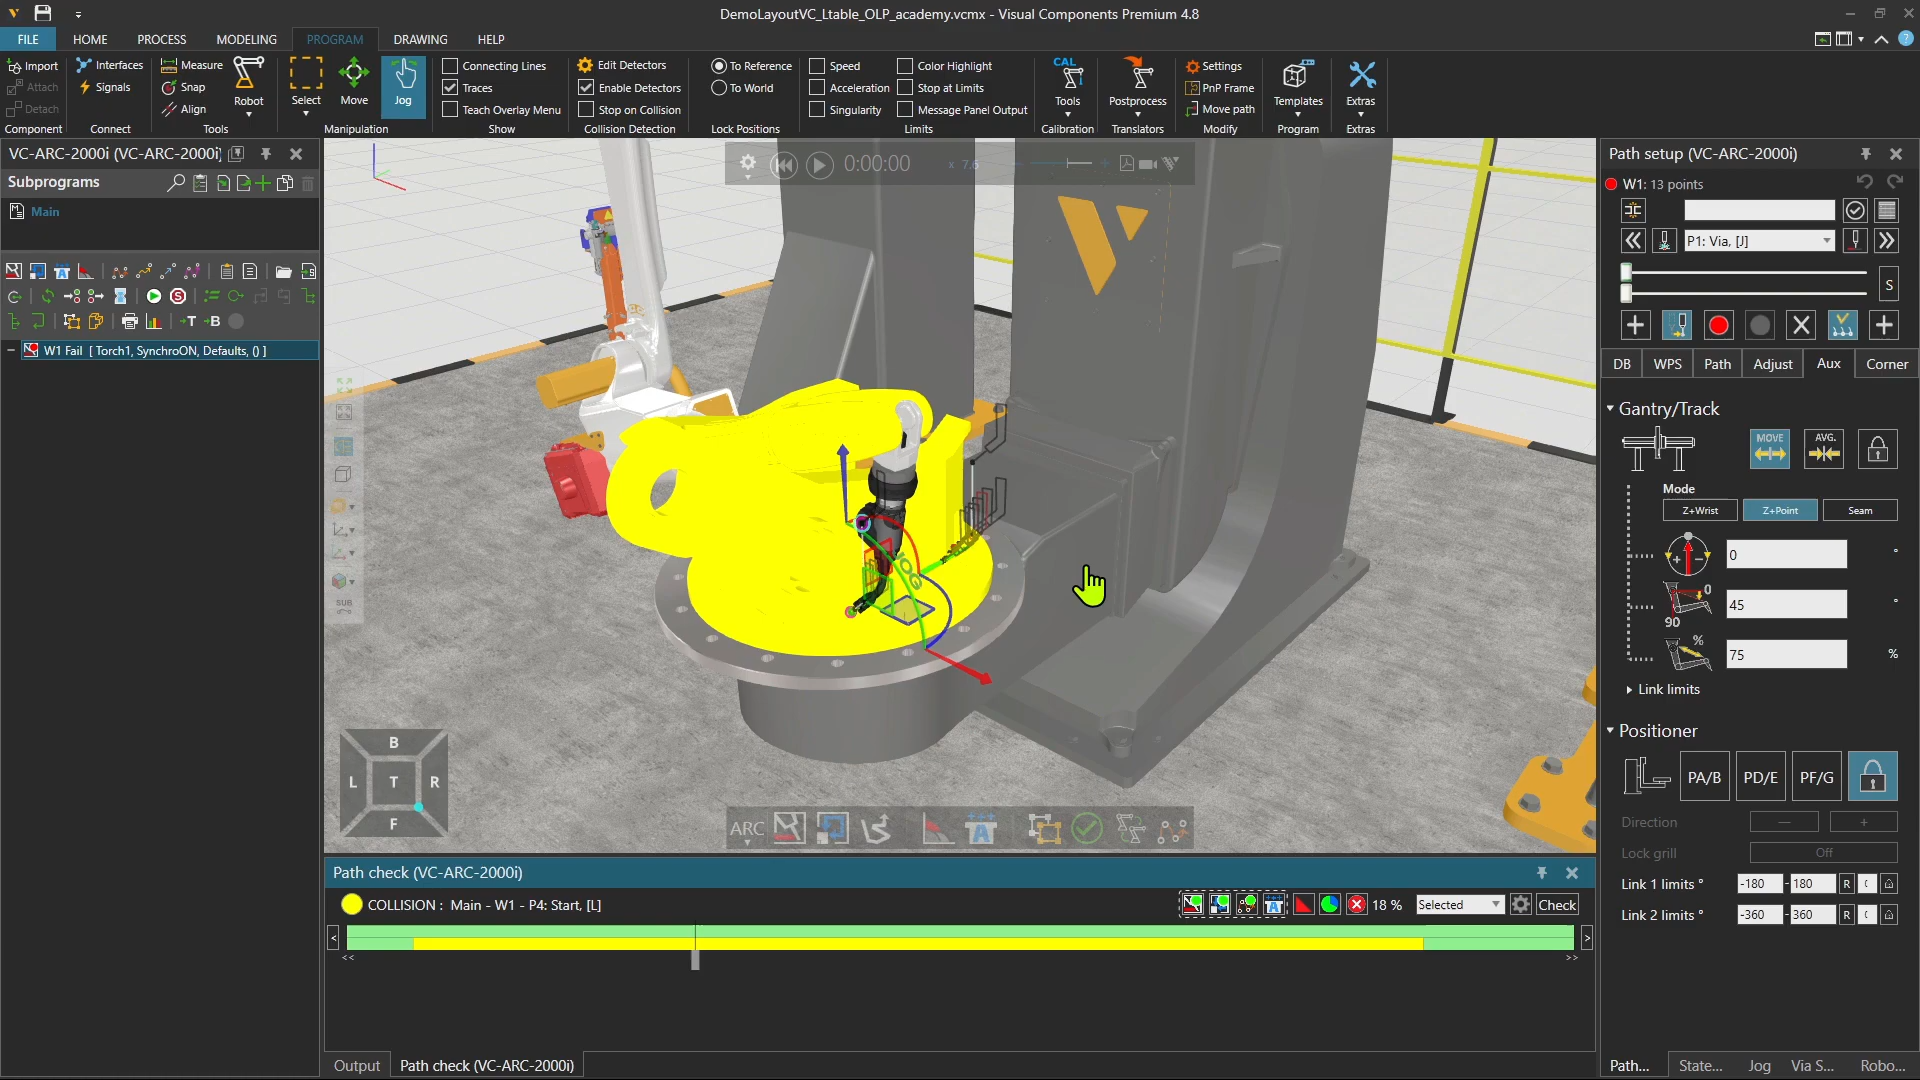 DemoLayoutVC_Ltable_OLP_academy.vcmx - Visual Components Premium 4.8
FILE HOME PROCESS MODELING PROGRAM DRAWING HELP
Import Interfaces Measure Connecting Lines Edit Detectors To Reference Speed Color Highlight Settings
Attach Signals Snap Traces Enable Detectors To World Acceleration Stop at Limits PnP Frame
Detach Align Robot Select Move Jog Teach Overlay Menu Stop on Collision Singularity Message Panel Output CAL Tools Postprocess Move path Templates Extras
Component Connect Tools Manipulation Show Collision Detection Lock Positions Limits Calibration Translators Modify Program Extras
VC-ARC-2000i (VC-ARC-2000i)
Subprograms
Main
W1 Fail [ Torch1, SynchroON, Defaults, () ]
0:00:00 x 7.6
JOG
SUB
B
L T R
F
ARC
Path check (VC-ARC-2000i)
COLLISION : Main - W1 - P4: Start, [L]
18 % Selected Check
<< >>
Output Path check (VC-ARC-2000i)
Path setup (VC-ARC-2000i)
W1: 13 points
P1: Via, [J]
S
DB WPS Path Adjust Aux Corner
Gantry/Track
MOVE AVG.
Mode
Z+Wrist Z+Point Seam
0 °
0 90 45 °
% 75 %
Link limits
Positioner
PA/B PD/E PF/G
Direction — +
Lock grill Off
Link 1 limits ° -180 - 180 R
Link 2 limits ° -360 - 360 R
Path... State... Jog Via S... Robo...